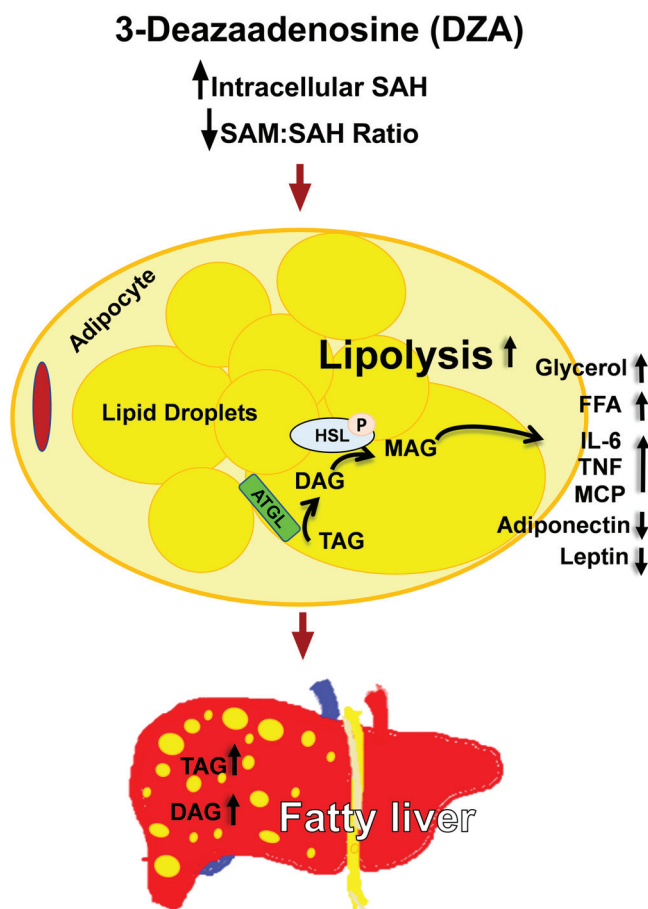 3-Deazaadenosine (DZA)
↑Intracellular SAH
↓SAM:SAH Ratio
Adipocyte
Lipolysis ↑
Lipid Droplets
HSL
P
MAG
DAG
ATGL
TAG
Glycerol ↑
FFA ↑
IL-6
TNF
MCP
Adiponectin ↓
Leptin ↓
TAG ↑
DAG ↑
Fatty liver